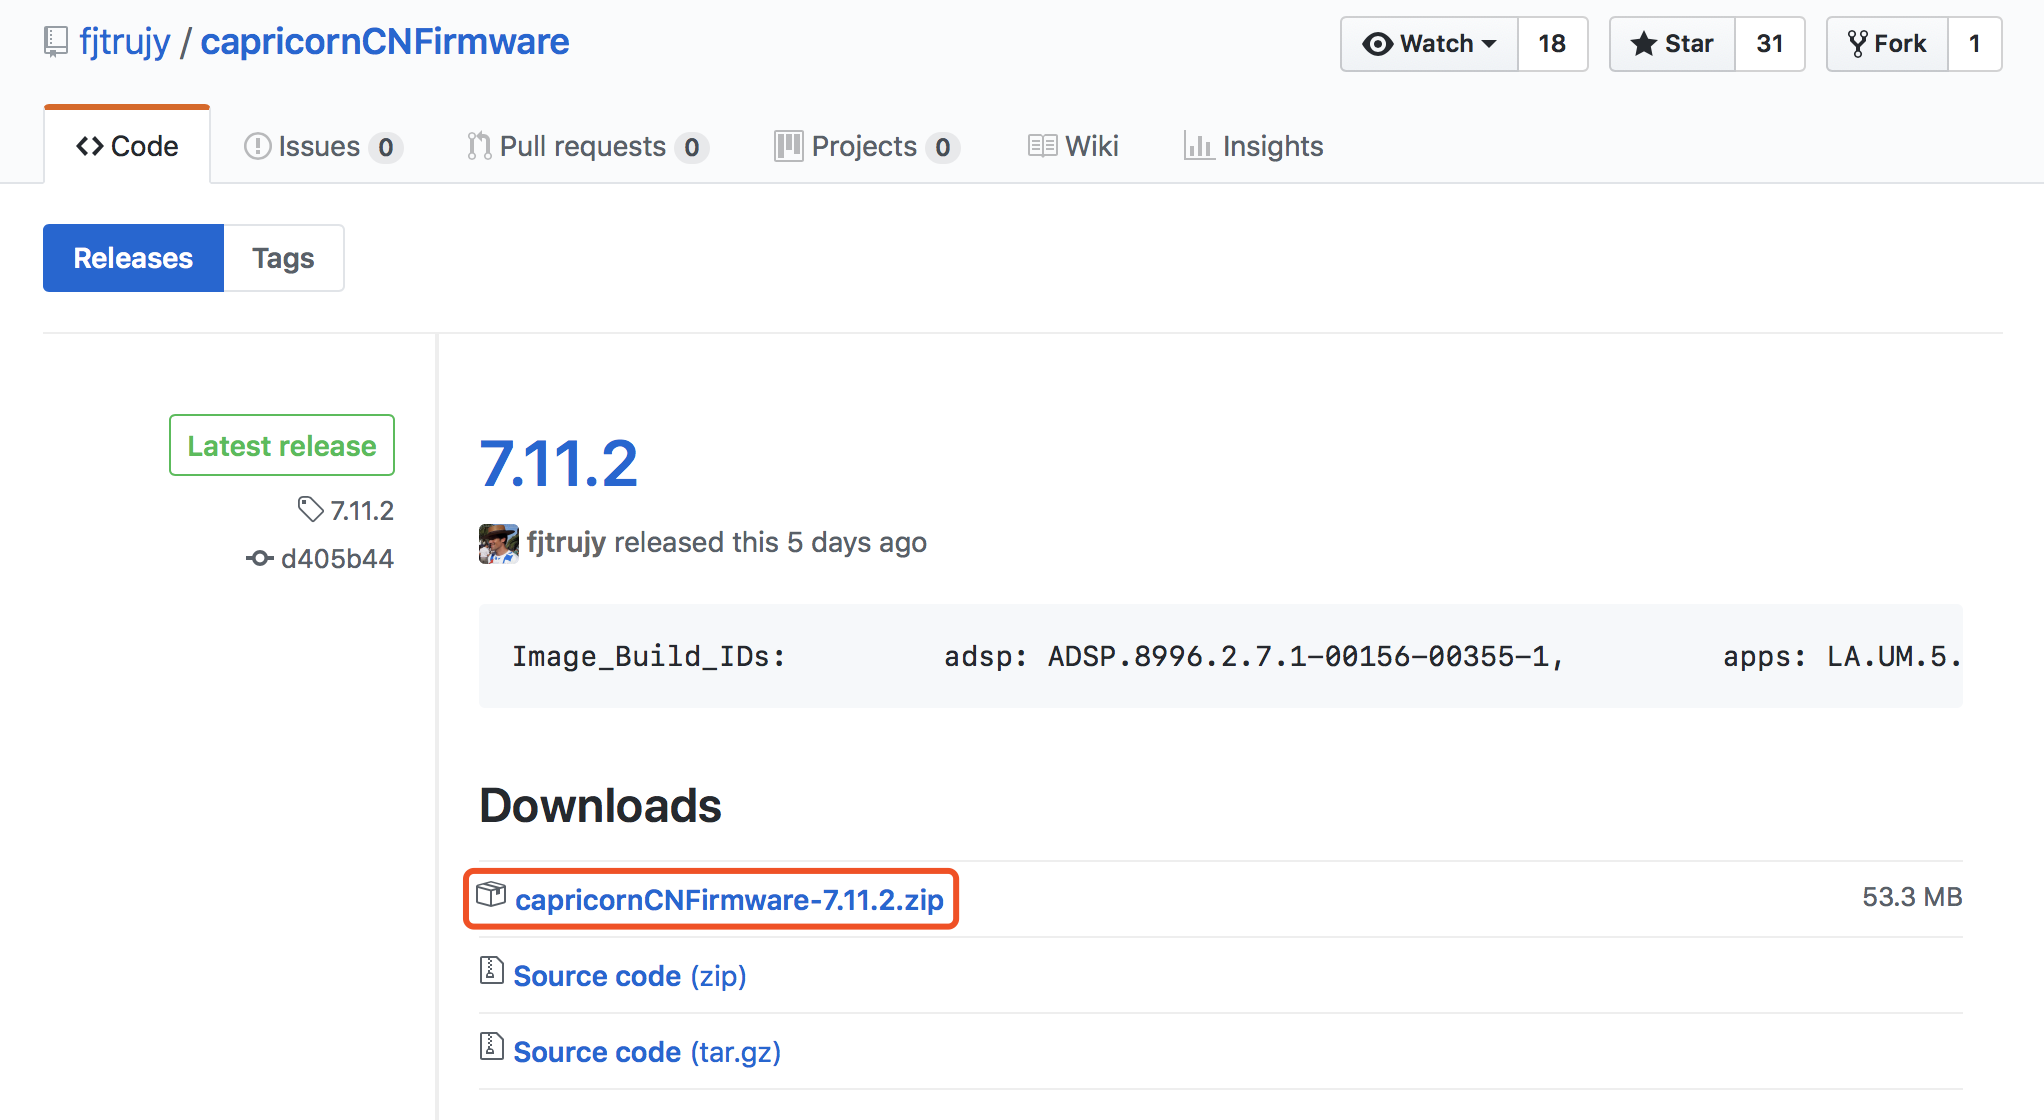 fjtrujy / capricornCNFirmware
Watch 18 Star 31 Fork 1
Code Issues 0 Pull requests 0 Projects 0 Wiki Insights
Releases Tags
Latest release
7.11.2
d405b44
7.11.2
fjtrujy released this 5 days ago
Image_Build_IDs: adsp: ADSP.8996.2.7.1-00156-00355-1, apps: LA.UM.5.
Downloads
capricornCNFirmware-7.11.2.zip 53.3 MB
Source code (zip)
Source code (tar.gz)